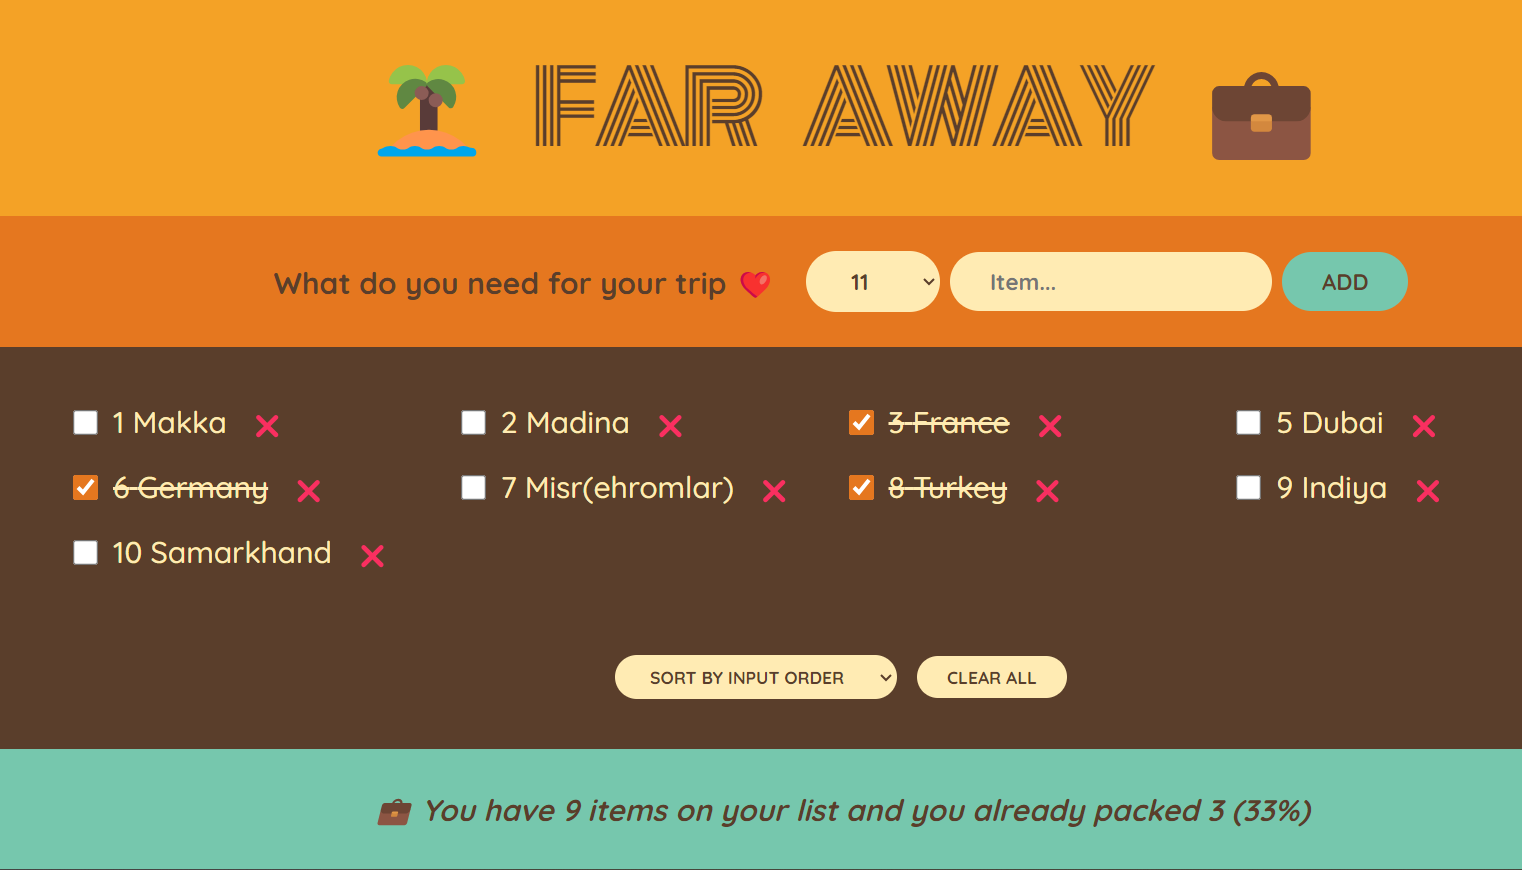 FAR AWAY
What do you need for your trip 11 Item... ADD
1 Makka 2 Madina 3 France 5 Dubai
6 Germany 7 Misr(ehromlar) 8 Turkey 9 Indiya
10 Samarkhand
SORT BY INPUT ORDER CLEAR ALL
You have 9 items on your list and you already packed 3 (33%)